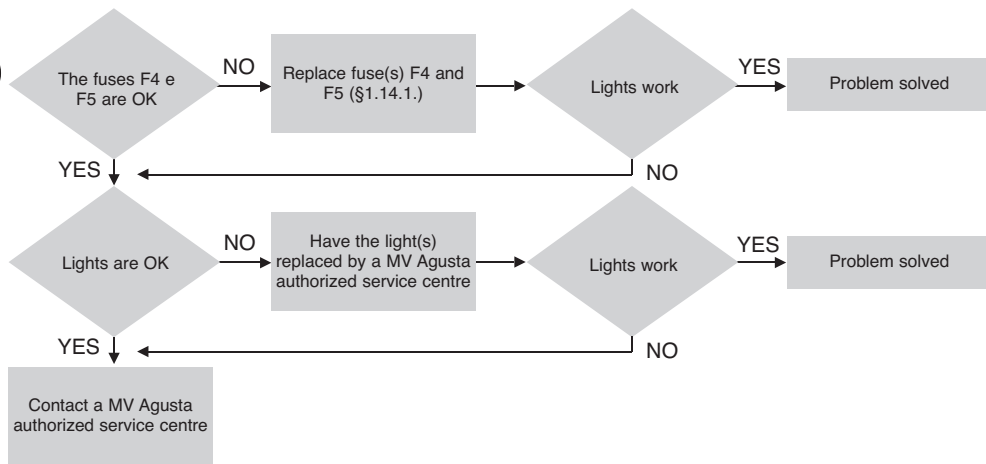 The fuses F4 e
F5 are OK
NO
Replace fuse(s) F4 and
F5 (§1.14.1.)
Lights work
YES
Problem solved
YES
NO
Lights are OK
NO
Have the light(s)
replaced by a MV Agusta
authorized service centre
Lights work
YES
Problem solved
YES
NO
Contact a MV Agusta
authorized service centre